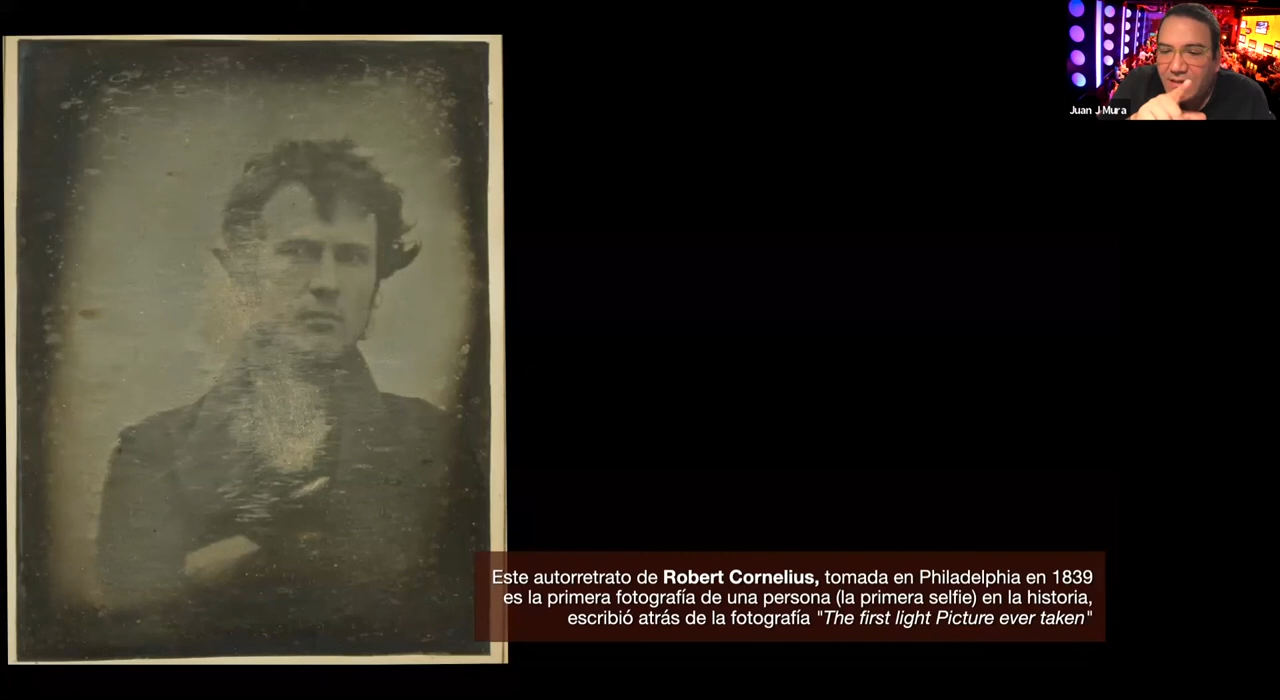 Juan J Mura
Este autorretrato de Robert Cornelius, tomada en Philadelphia en 1839
es la primera fotografía de una persona (la primera selfie) en la historia,
escribió atrás de la fotografía "The first light Picture ever taken"